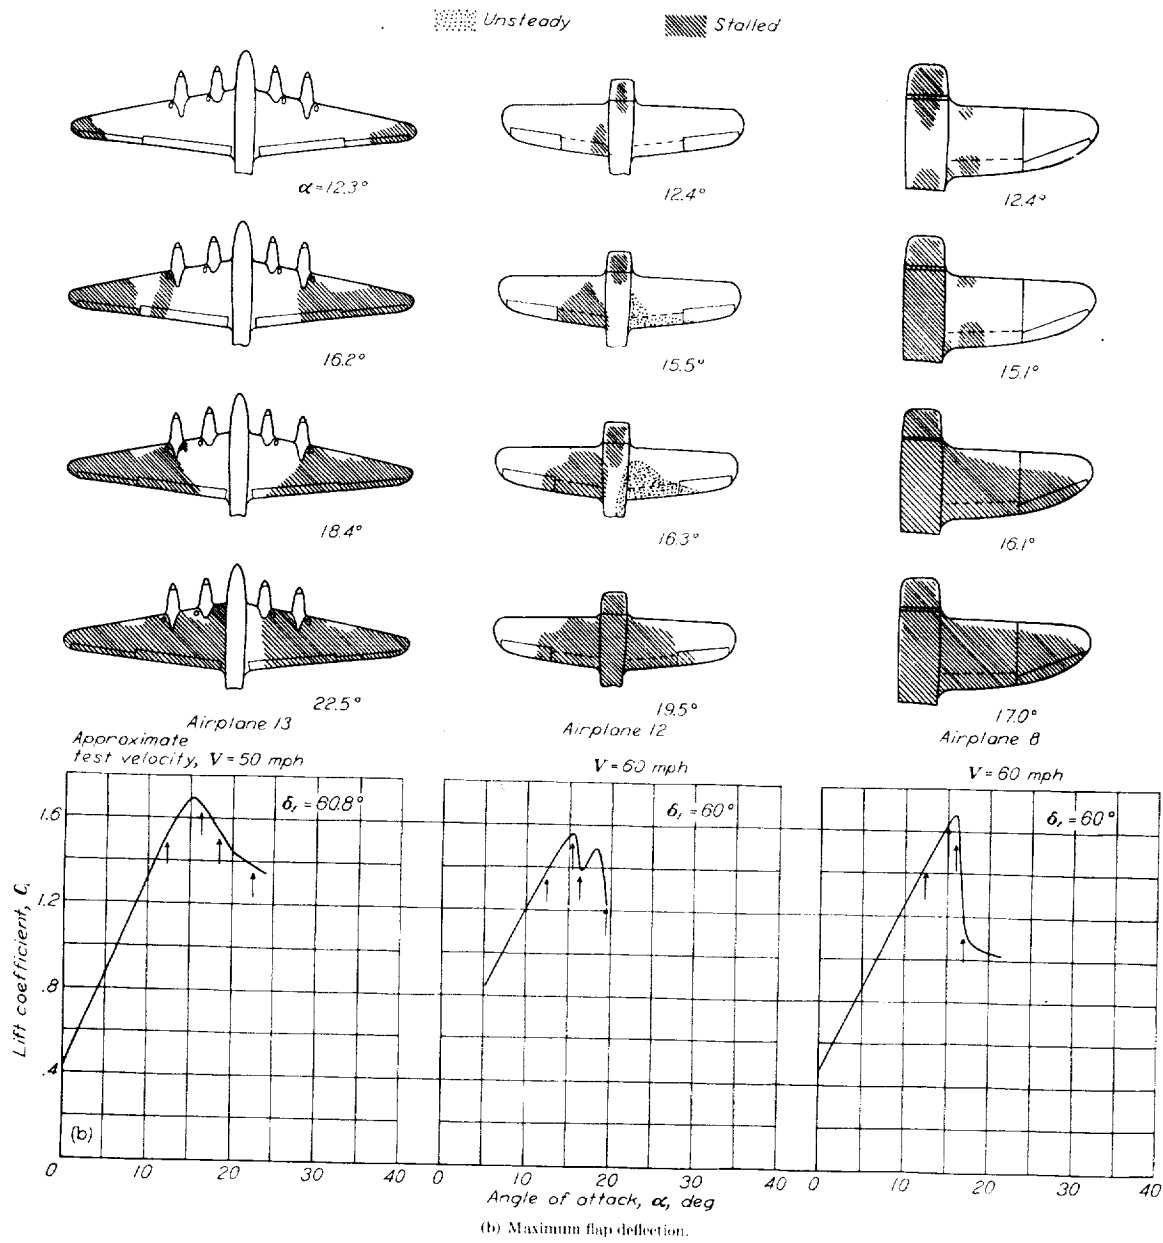 Unsteady
Stalled
α=12.3°
12.4°
12.4°
16.2°
15.5°
15.1°
18.4°
16.3°
16.1°
22.5°
19.5°
17.0°
Airplane 13
Airplane 12
Airplane 8
Approximate
test velocity, V = 50 mph
V = 60 mph
V = 60 mph
δf = 60.8°
δf = 60°
δf = 60°
1.6
1.2
.8
.4
Lift coefficient, CL
(b)
0 10 20 30 40
0 10 20 30 40
0 10 20 30 40
Angle of attack, α, deg
(b) Maximum flap deflection.